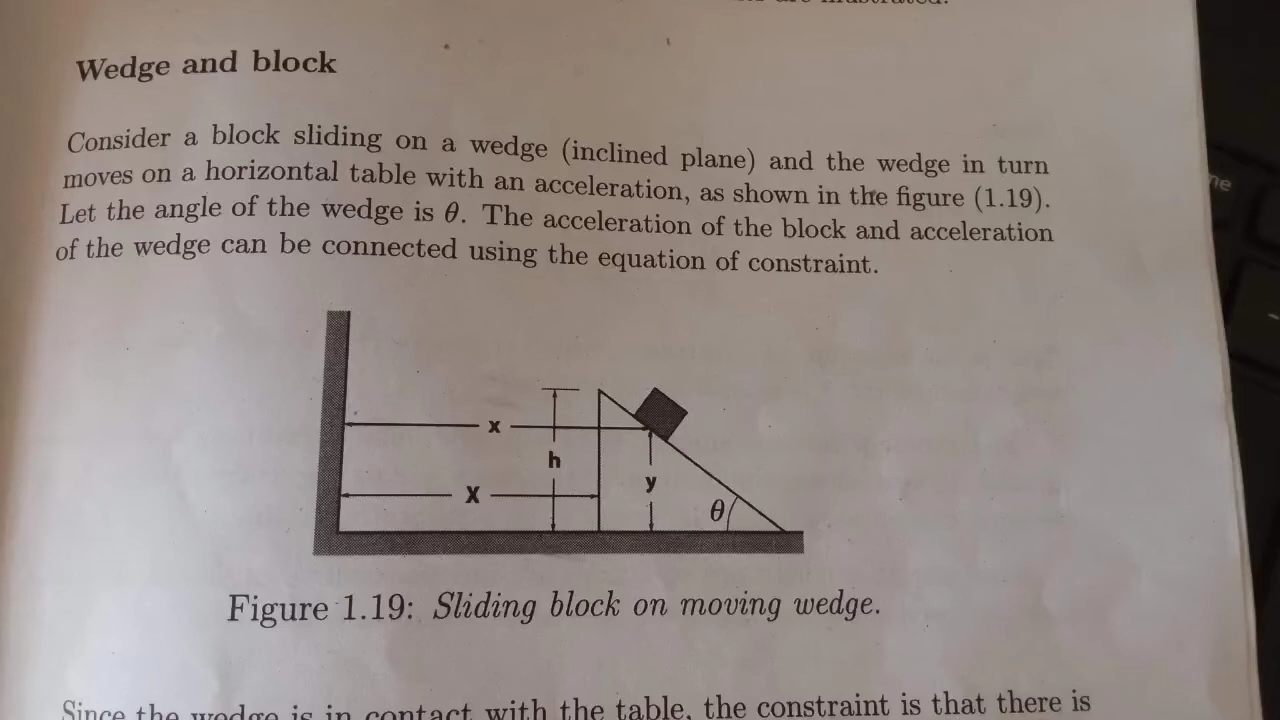 are illustrated.
Wedge and block
Consider a block sliding on a wedge (inclined plane) and the wedge in turn
moves on a horizontal table with an acceleration, as shown in the figure (1.19).
Let the angle of the wedge is θ. The acceleration of the block and acceleration
of the wedge can be connected using the equation of constraint.
x
h
X
y
θ
Figure 1.19: Sliding block on moving wedge.
Since the wedge is in contact with the table, the constraint is that there is